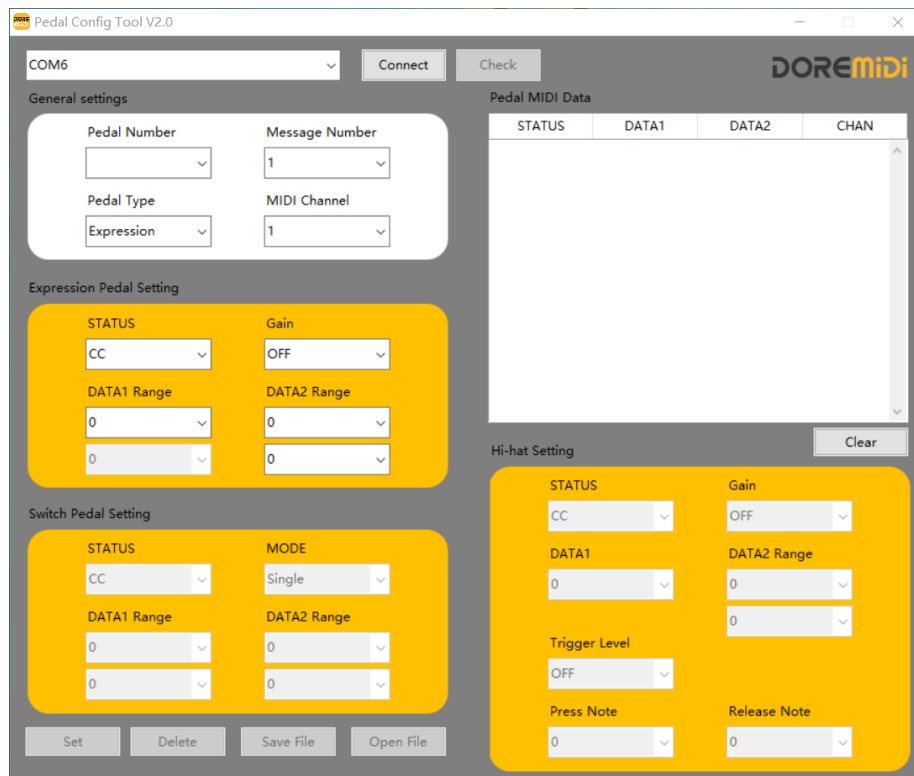 DORE MiDi Pedal Config Tool V2.0
COM6
Connect
Check
DOREMiDi
General settings
Pedal Number
Message Number
1
Pedal Type
MIDI Channel
Expression
1
Expression Pedal Setting
STATUS
Gain
CC
OFF
DATA1 Range
DATA2 Range
0
0
0
0
Switch Pedal Setting
STATUS
MODE
CC
Single
DATA1 Range
DATA2 Range
0
0
0
0
Set
Delete
Save File
Open File
Pedal MIDI Data
STATUS DATA1 DATA2 CHAN
Clear
Hi-hat Setting
STATUS
Gain
CC
OFF
DATA1
DATA2 Range
0
0
0
Trigger Level
OFF
Press Note
Release Note
0
0